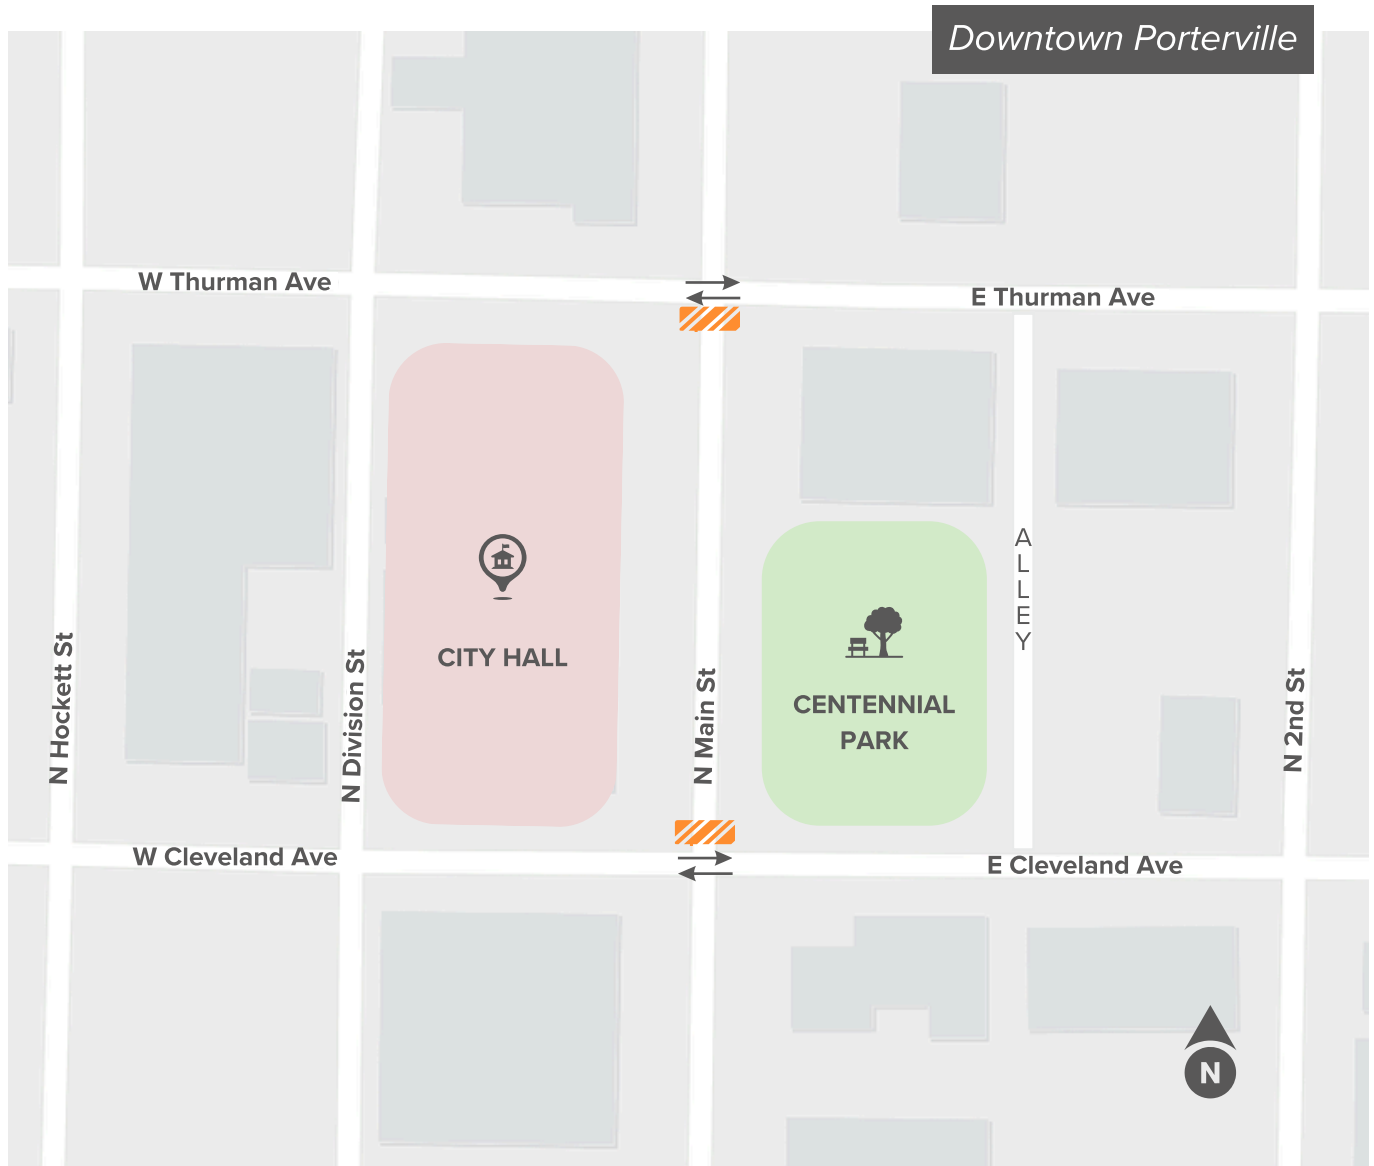 Downtown Porterville
W Thurman Ave
E Thurman Ave
ALLEY
CITY HALL
N Hockett St
N Division St
N Main St
CENTENNIAL
PARK
N 2nd St
W Cleveland Ave
E Cleveland Ave
N